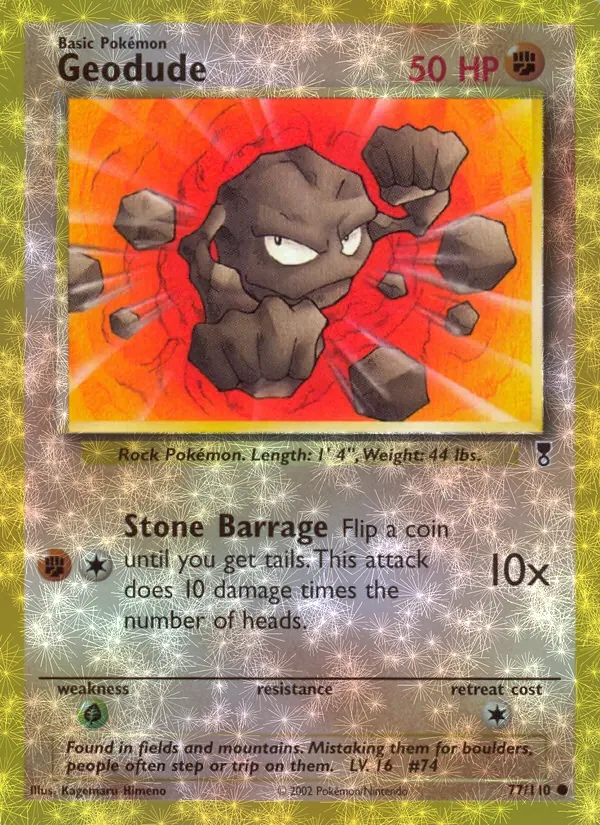 Basic Pokémon
Geodude
50 HP
Rock Pokémon. Length: 1' 4", Weight: 44 lbs.
Stone Barrage Flip a coin
until you get tails. This attack
does 10 damage times the
number of heads.
10x
weakness resistance retreat cost
Found in fields and mountains. Mistaking them for boulders,
people often step or trip on them. LV. 16 #74
Illus. Kagemaru Himeno © 2002 Pokémon/Nintendo 77/110